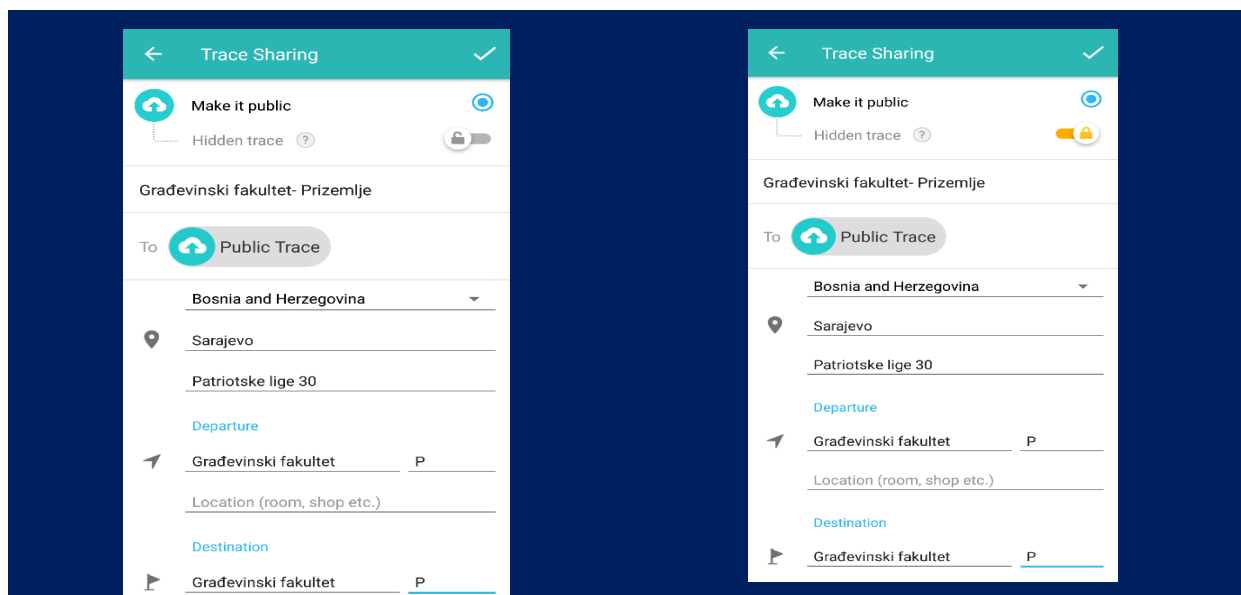 Trace Sharing
Make it public
Hidden trace ?
Građevinski fakultet- Prizemlje
To Public Trace
Bosnia and Herzegovina
Sarajevo
Patriotske lige 30
Departure
Građevinski fakultet P
Location (room, shop etc.)
Destination
Građevinski fakultet P
Trace Sharing
Make it public
Hidden trace ?
Građevinski fakultet- Prizemlje
To Public Trace
Bosnia and Herzegovina
Sarajevo
Patriotske lige 30
Departure
Građevinski fakultet P
Location (room, shop etc.)
Destination
Građevinski fakultet P